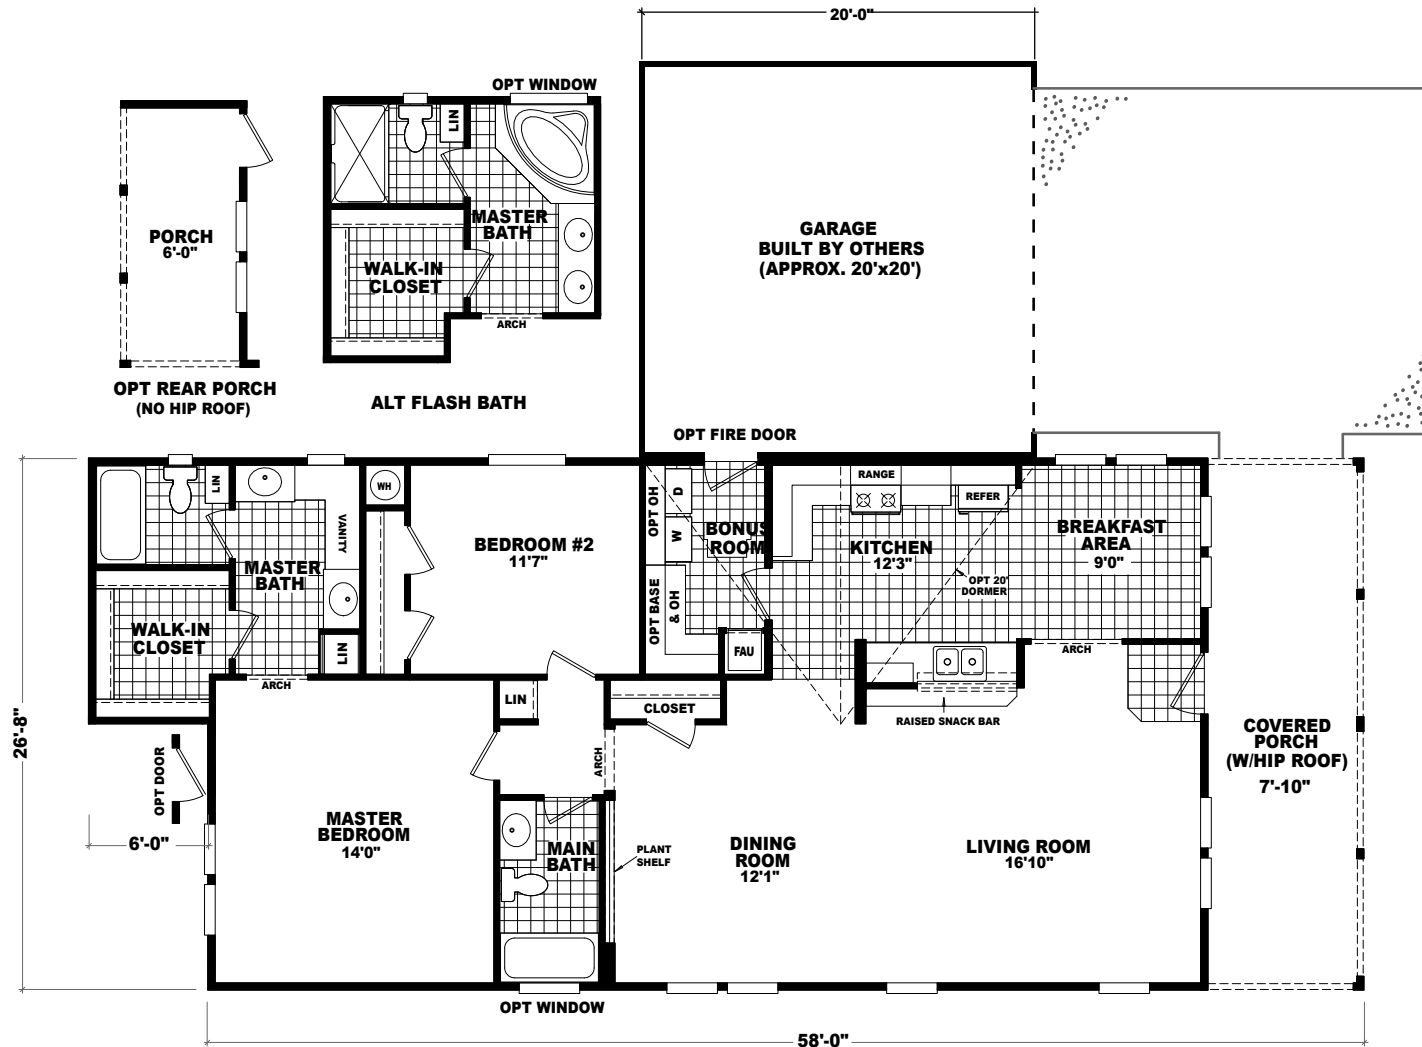 20'-0"
OPT WINDOW
LIN
MASTER
BATH
WALK-IN
CLOSET
ARCH
ALT FLASH BATH
PORCH
6'-0"
OPT REAR PORCH
(NO HIP ROOF)
GARAGE
BUILT BY OTHERS
(APPROX. 20'x20')
OPT FIRE DOOR
LIN
VANITY
MASTER
BATH
WALK-IN
CLOSET
LIN
ARCH
WH
BEDROOM #2
11'7"
OPT OH
D
W
BONUS
ROOM
OPT BASE
& OH
FAU
RANGE
REFER
KITCHEN
12'3"
OPT 20'
DORMER
BREAKFAST
AREA
9'0"
ARCH
RAISED SNACK BAR
LIN
CLOSET
ARCH
26'-8"
OPT DOOR
6'-0"
MASTER
BEDROOM
14'0"
MAIN
BATH
PLANT
SHELF
DINING
ROOM
12'1"
LIVING ROOM
16'10"
COVERED
PORCH
(W/HIP ROOF)
7'-10"
OPT WINDOW
58'-0"